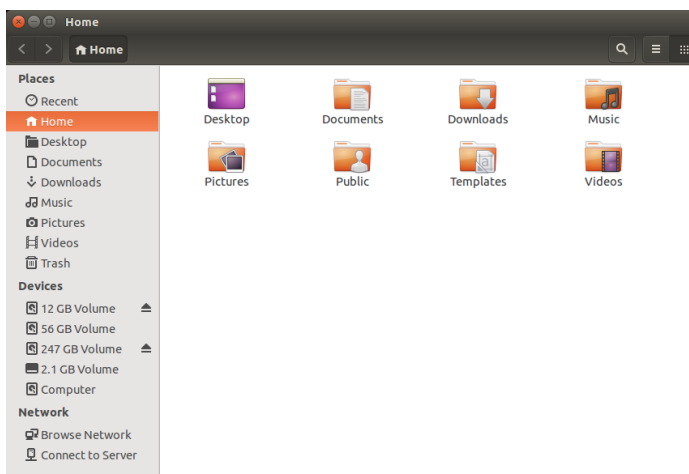 Home
Home
Places
Recent
Home
Desktop
Documents
Downloads
Music
Pictures
Videos
Trash
Devices
12 GB Volume
56 GB Volume
247 GB Volume
2.1 GB Volume
Computer
Network
Browse Network
Connect to Server
Desktop Documents Downloads Music
Pictures Public Templates Videos